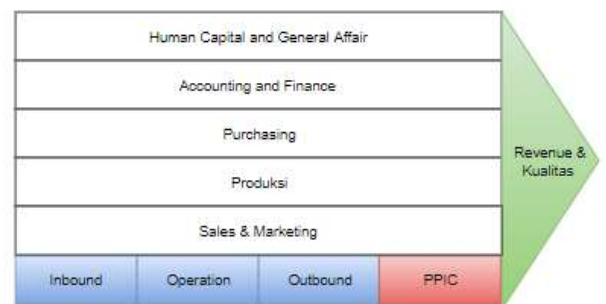 Human Capital and General Affair
Accounting and Finance
Purchasing
Produksi
Sales & Marketing
Revenue &
Kualitas
Inbound
Operation
Outbound
PPIC